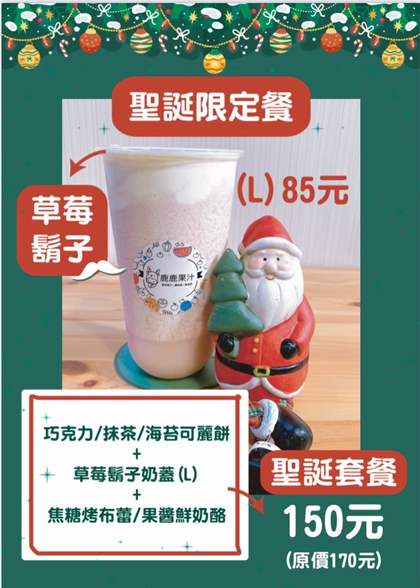 聖誕限定餐
(L) 85元
草莓
鬍子
鹿鹿果汁
巧克力/抹茶/海苔可麗餅
+
草莓鬍子奶蓋(L)
+
焦糖烤布蕾/果醬鮮奶酪
聖誕套餐
150元
(原價170元)